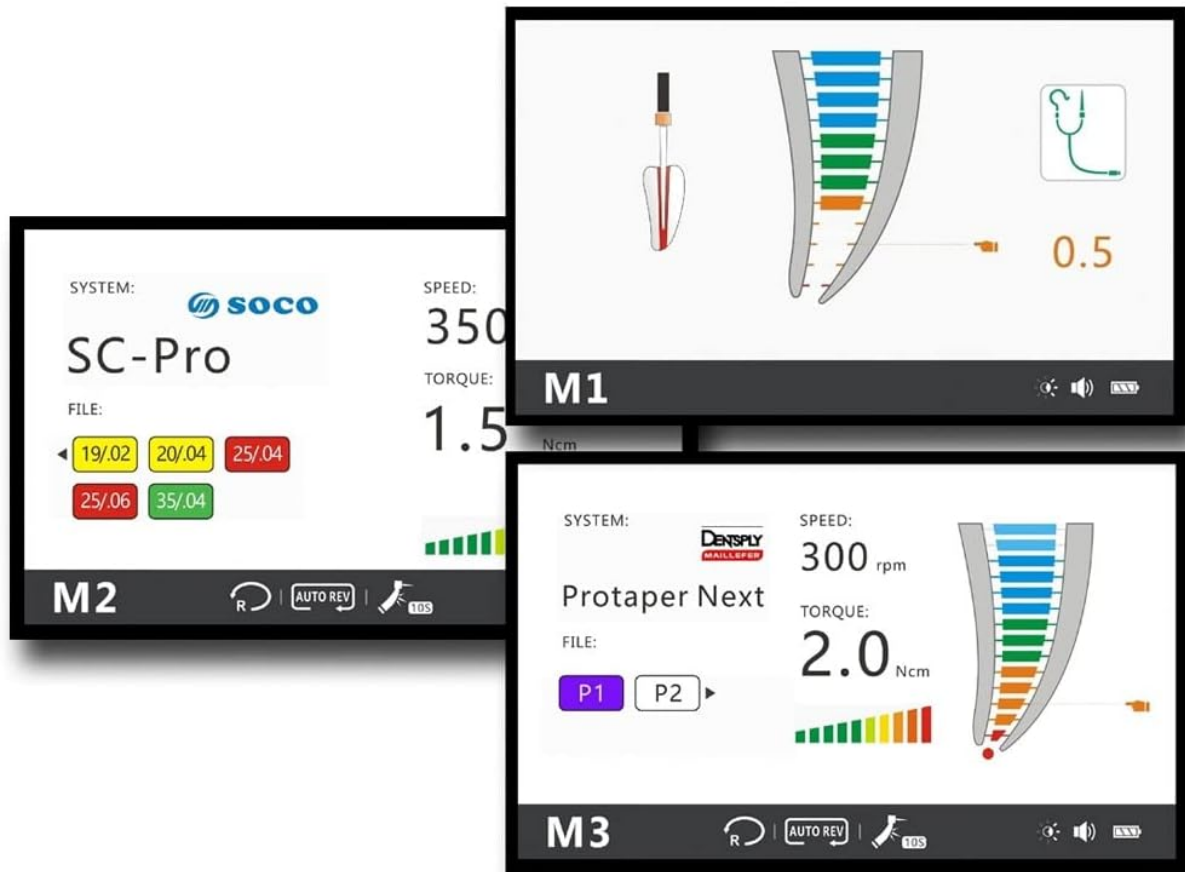 0.5
M1
SYSTEM:
SOCO
SC-Pro
FILE:
19/.02 20/.04 25/.04
25/.06 35/.04
SPEED:
350
TORQUE:
1.5 Ncm
M2 R AUTO REV 10S
SYSTEM:
DENTSPLY
MAILLEFER
Protaper Next
FILE:
P1 P2
SPEED:
300 rpm
TORQUE:
2.0 Ncm
M3 R AUTO REV 10S